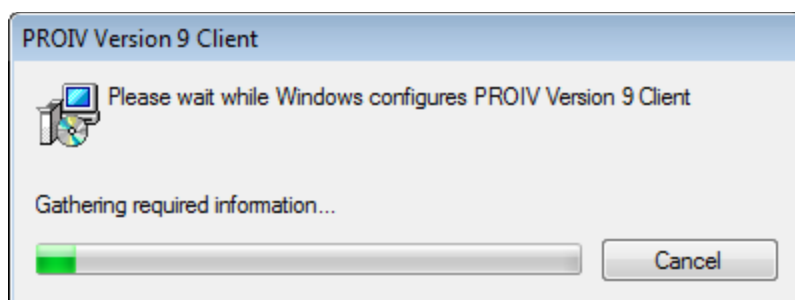 PROIV Version 9 Client
Please wait while Windows configures PROIV Version 9 Client
Gathering required information...
Cancel